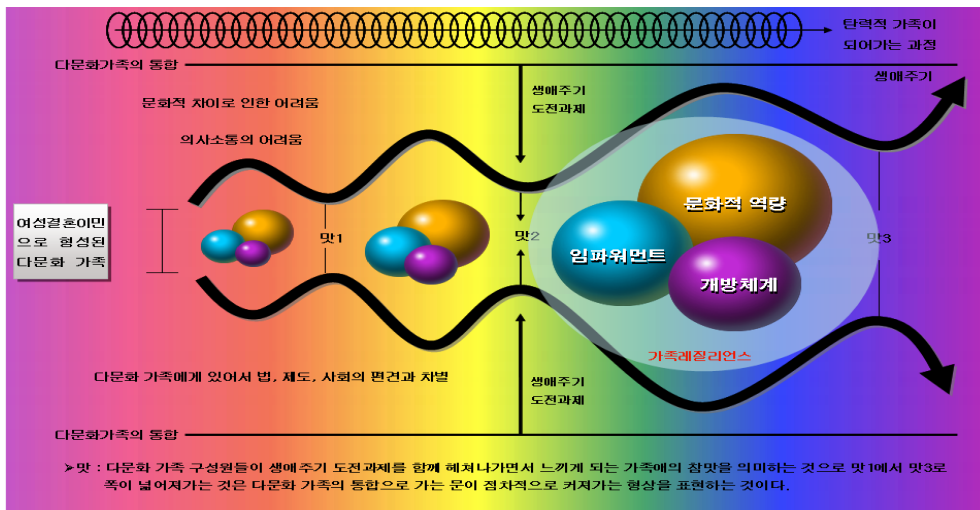 탄력적 가족이
되어가는 과정
다문화가족의 통합
생애주기
문화적 차이로 인한 어려움
생애주기
도전과제
의사소통의 어려움
여성결혼이민
으로 형성된
다문화 가족
맛1
맛2
맛3
문화적 역량
임파워먼트
개방체계
가족레질리언스
다문화 가족에게 있어서 법, 제도, 사회의 편견과 차별
생애주기
도전과제
다문화가족의 통합
➢맛 : 다문화 가족 구성원들이 생애주기 도전과제를 함께 헤쳐나가면서 느끼게 되는 가족애의 참맛을 의미하는 것으로 맛1에서 맛3로
폭이 넓어져가는 것은 다문화 가족의 통합으로 가는 문이 점차적으로 커져가는 형상을 표현하는 것이다.